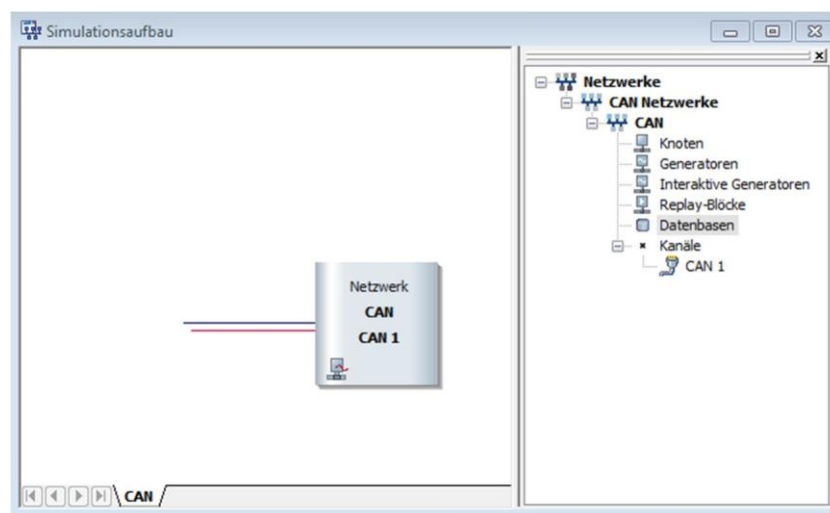 Simulationsaufbau
Netzwerk
CAN
CAN 1
CAN
Netzwerke
CAN Netzwerke
CAN
Knoten
Generatoren
Interaktive Generatoren
Replay-Blöcke
Datenbasen
Kanäle
CAN 1